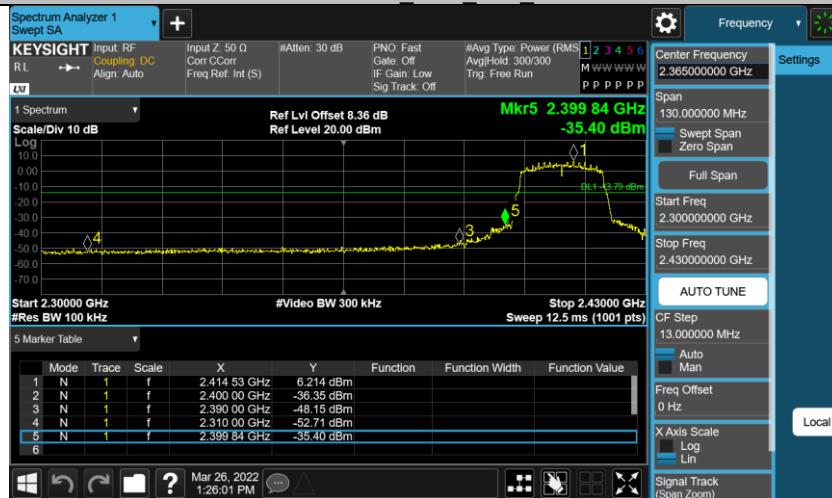 Spectrum Analyzer 1
Swept SA
+
Frequency
KEYSIGHT
RL
LXI
Input: RF
Coupling: DC
Align: Auto
Input Z: 50 Ω
Corr CCorr
Freq Ref: Int (S)
#Atten: 30 dB
PNO: Fast
Gate: Off
IF Gain: Low
Sig Track: Off
#Avg Type: Power (RMS
Avg|Hold: 300/300
Trig: Free Run
1 2 3 4 5 6
M W W W W W
P P P P P P
1 Spectrum
Scale/Div 10 dB
Ref Lvl Offset 8.36 dB
Ref Level 20.00 dBm
Mkr5 2.399 84 GHz
-35.40 dBm
Log
10.0
0.00
-10.0
-20.0
-30.0
-40.0
-50.0
-60.0
-70.0
1
DL1 -13.79 dBm
5
3
4
Start 2.30000 GHz
#Res BW 100 kHz
#Video BW 300 kHz
Stop 2.43000 GHz
Sweep 12.5 ms (1001 pts)
5 Marker Table
Mode Trace Scale X Y Function Function Width Function Value
1 N 1 f 2.414 53 GHz 6.214 dBm
2 N 1 f 2.400 00 GHz -36.35 dBm
3 N 1 f 2.390 00 GHz -48.15 dBm
4 N 1 f 2.310 00 GHz -52.71 dBm
5 N 1 f 2.399 84 GHz -35.40 dBm
6
?
Mar 26, 2022
1:26:01 PM
Center Frequency
2.365000000 GHz
Span
130.000000 MHz
Swept Span
Zero Span
Full Span
Start Freq
2.300000000 GHz
Stop Freq
2.430000000 GHz
AUTO TUNE
CF Step
13.000000 MHz
Auto
Man
Freq Offset
0 Hz
X Axis Scale
Log
Lin
Signal Track
(Span Zoom)
Settings
Local